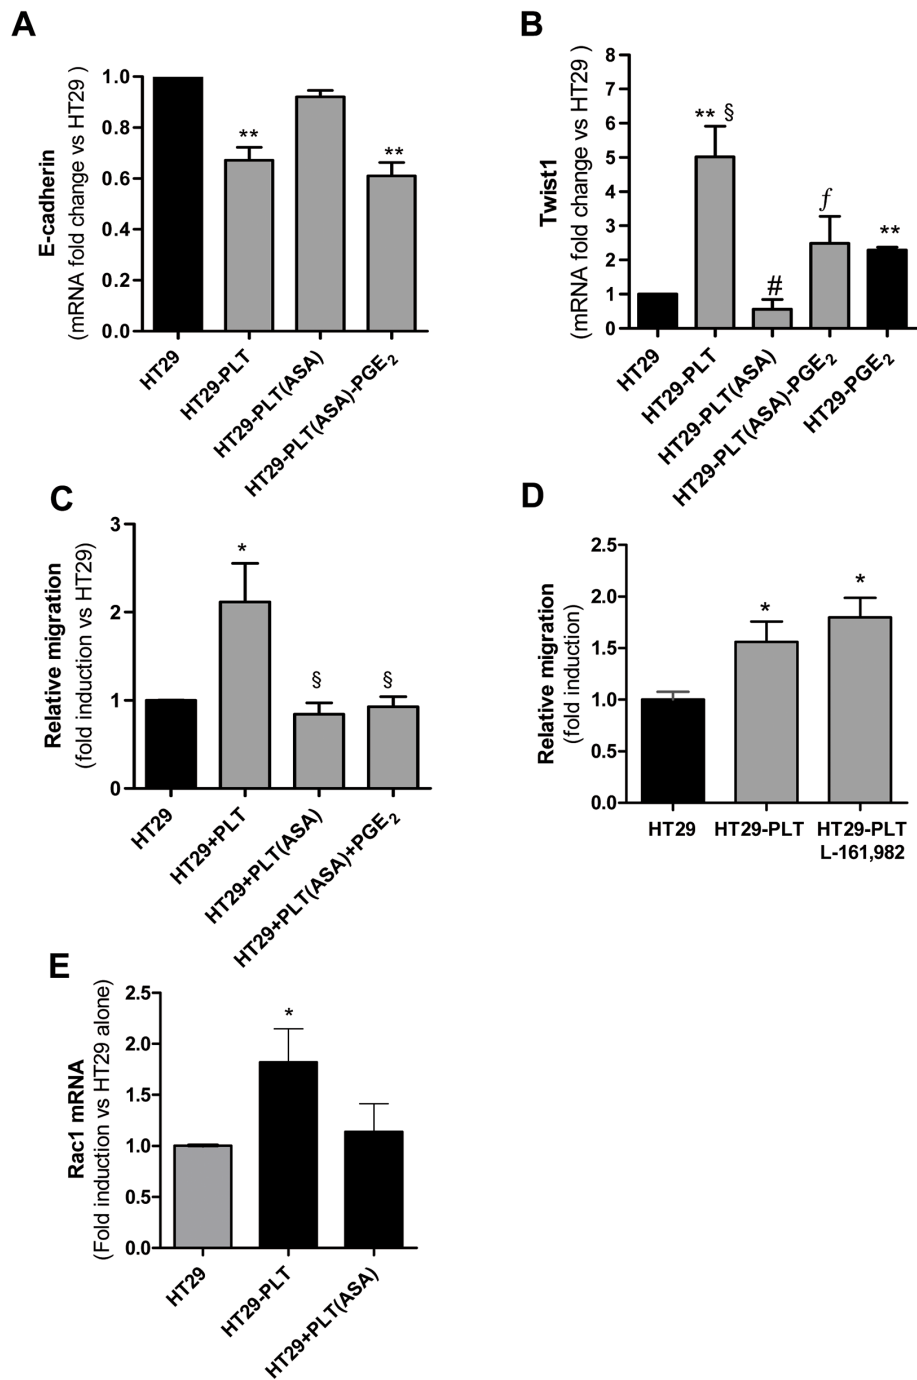 A
E-cadherin
(mRNA fold change vs HT29 )
1.0
0.8
0.6
0.4
0.2
0.0
**
**
HT29
HT29-PLT
HT29-PLT(ASA)
HT29-PLT(ASA)-PGE2
B
Twist1
(mRNA fold change vs HT29 )
8
7
6
5
4
3
2
1
0
** §
#
ƒ
**
HT29
HT29-PLT
HT29-PLT(ASA)
HT29-PLT(ASA)-PGE2
HT29-PGE2
C
Relative migration
(fold induction vs HT29)
3
2
1
0
*
§
§
HT29
HT29+PLT
HT29+PLT(ASA)
HT29+PLT(ASA)+PGE2
D
Relative migration
(fold induction)
2.5
2.0
1.5
1.0
0.5
0.0
*
*
HT29
HT29-PLT
HT29-PLT
L-161,982
E
Rac1 mRNA
(Fold induction vs HT29 alone)
2.5
2.0
1.5
1.0
0.5
0.0
*
HT29
HT29-PLT
HT29+PLT(ASA)